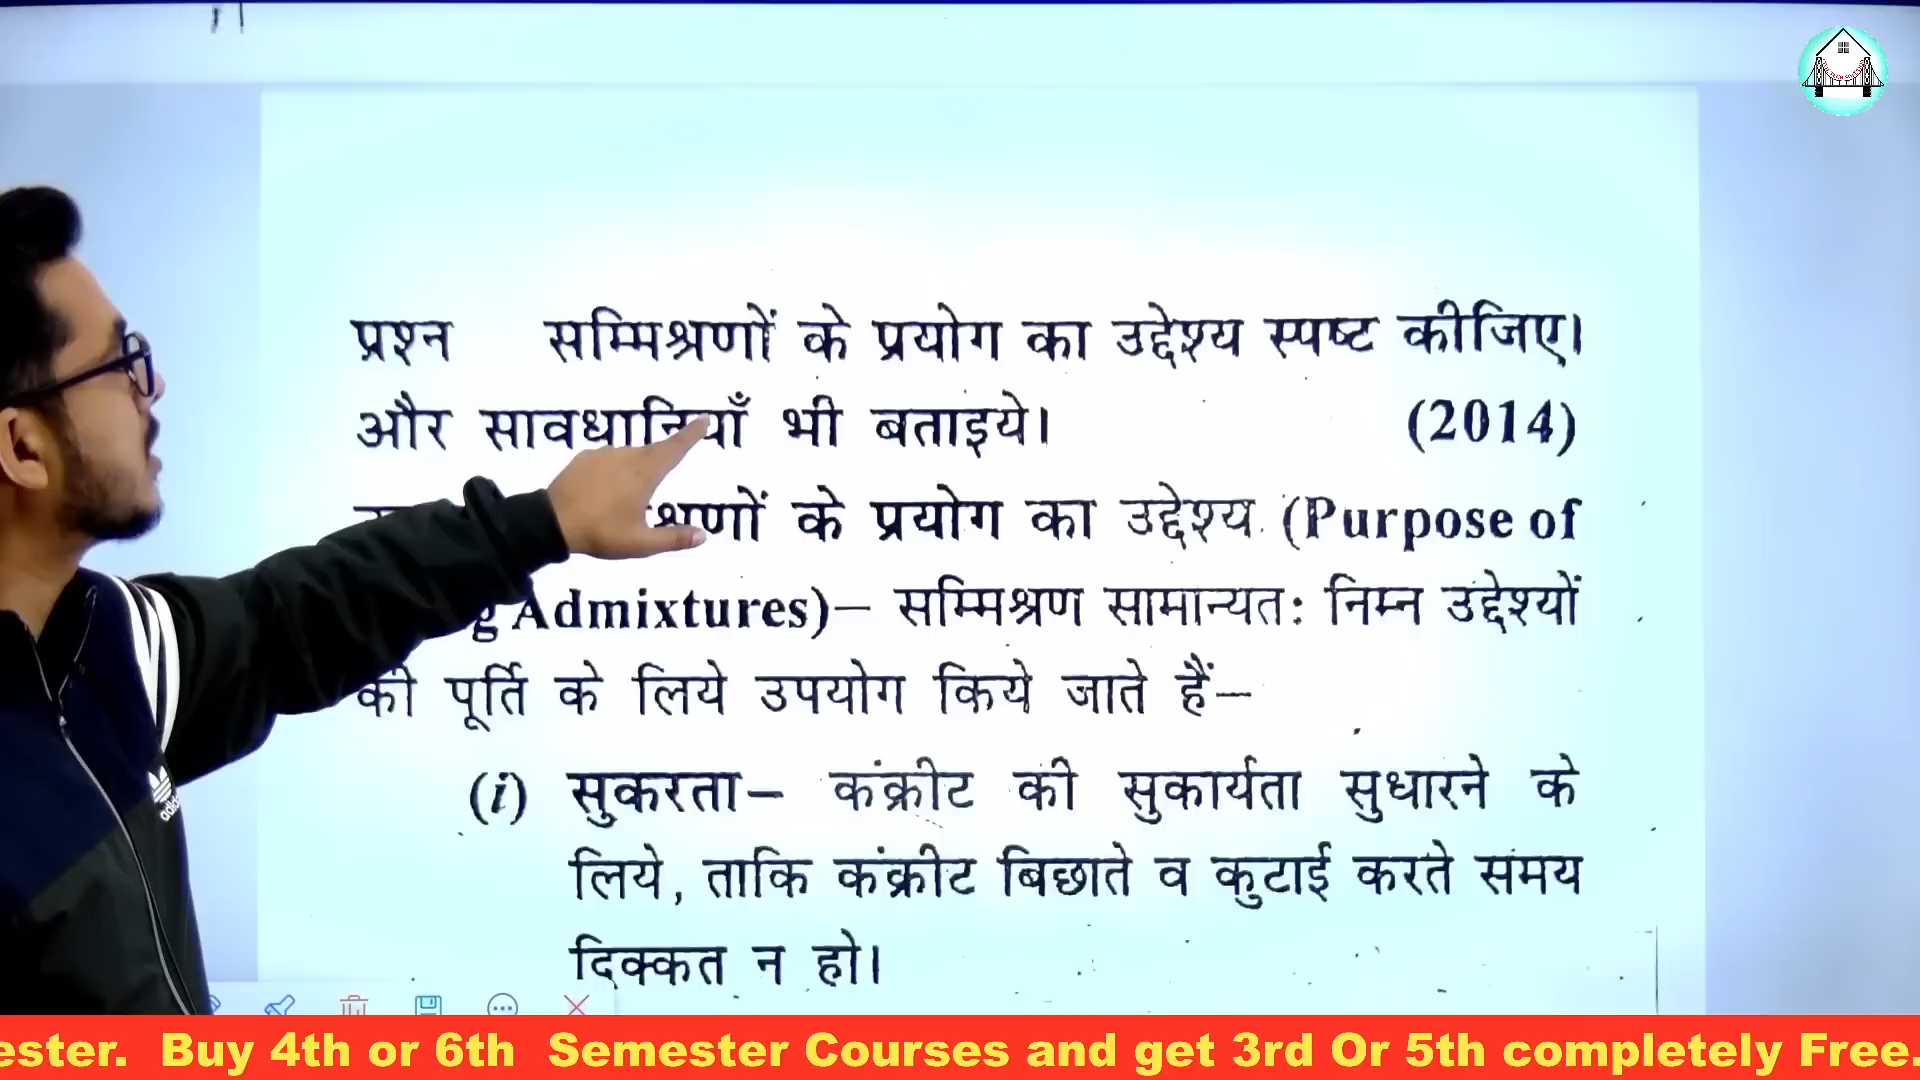 प्रश्न सम्मिश्रणों के प्रयोग का उद्देश्य स्पष्ट कीजिए।
और सावधानियाँ भी बताइये। (2014)
के प्रयोग का उद्देश्य (Purpose of
Admixtures)– सम्मिश्रण सामान्यतः निम्न उद्देश्यों
की पूर्ति के लिये उपयोग किये जाते हैं–
(i) सुकरता– कंक्रीट की सुकार्यता सुधारने के
लिये, ताकि कंक्रीट बिछाते व कुटाई करते समय
दिक्कत न हो।
Buy 4th or 6th Semester Courses and get 3rd Or 5th completely Free.